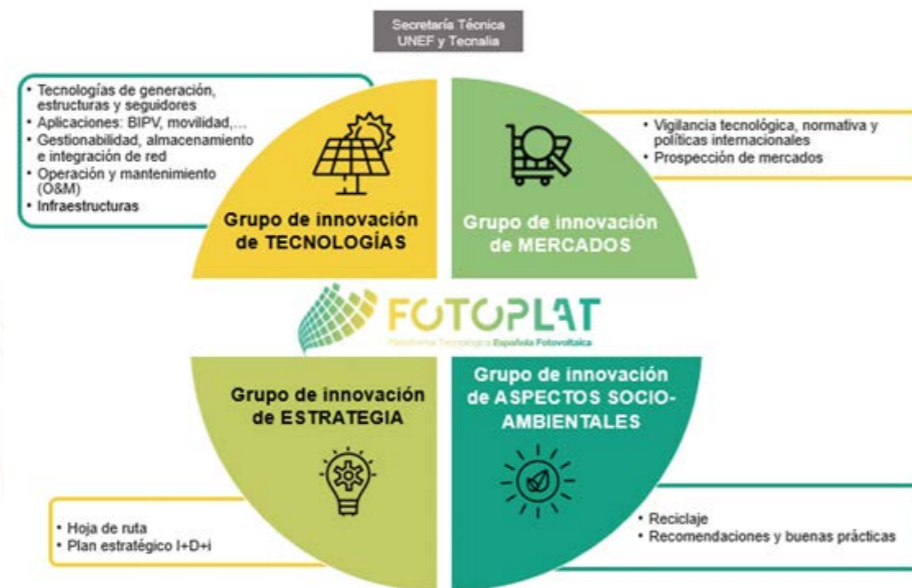 Secretaría Técnica
UNEF y Tecnalia
• Tecnologías de generación,
estructuras y seguidores
• Aplicaciones: BIPV, movilidad,...
• Gestionabilidad, almacenamiento
e integración de red
• Operación y mantenimiento
(O&M)
• Infraestructuras
Grupo de innovación
de TECNOLOGÍAS
• Vigilancia tecnológica, normativa y
políticas internacionales
• Prospección de mercados
Grupo de innovación
de MERCADOS
FOTOPLAT
Plataforma Tecnológica Española Fotovoltaica
Grupo de innovación
de ESTRATEGIA
• Hoja de ruta
• Plan estratégico I+D+i
Grupo de innovación
de ASPECTOS SOCIO-
AMBIENTALES
• Reciclaje
• Recomendaciones y buenas prácticas